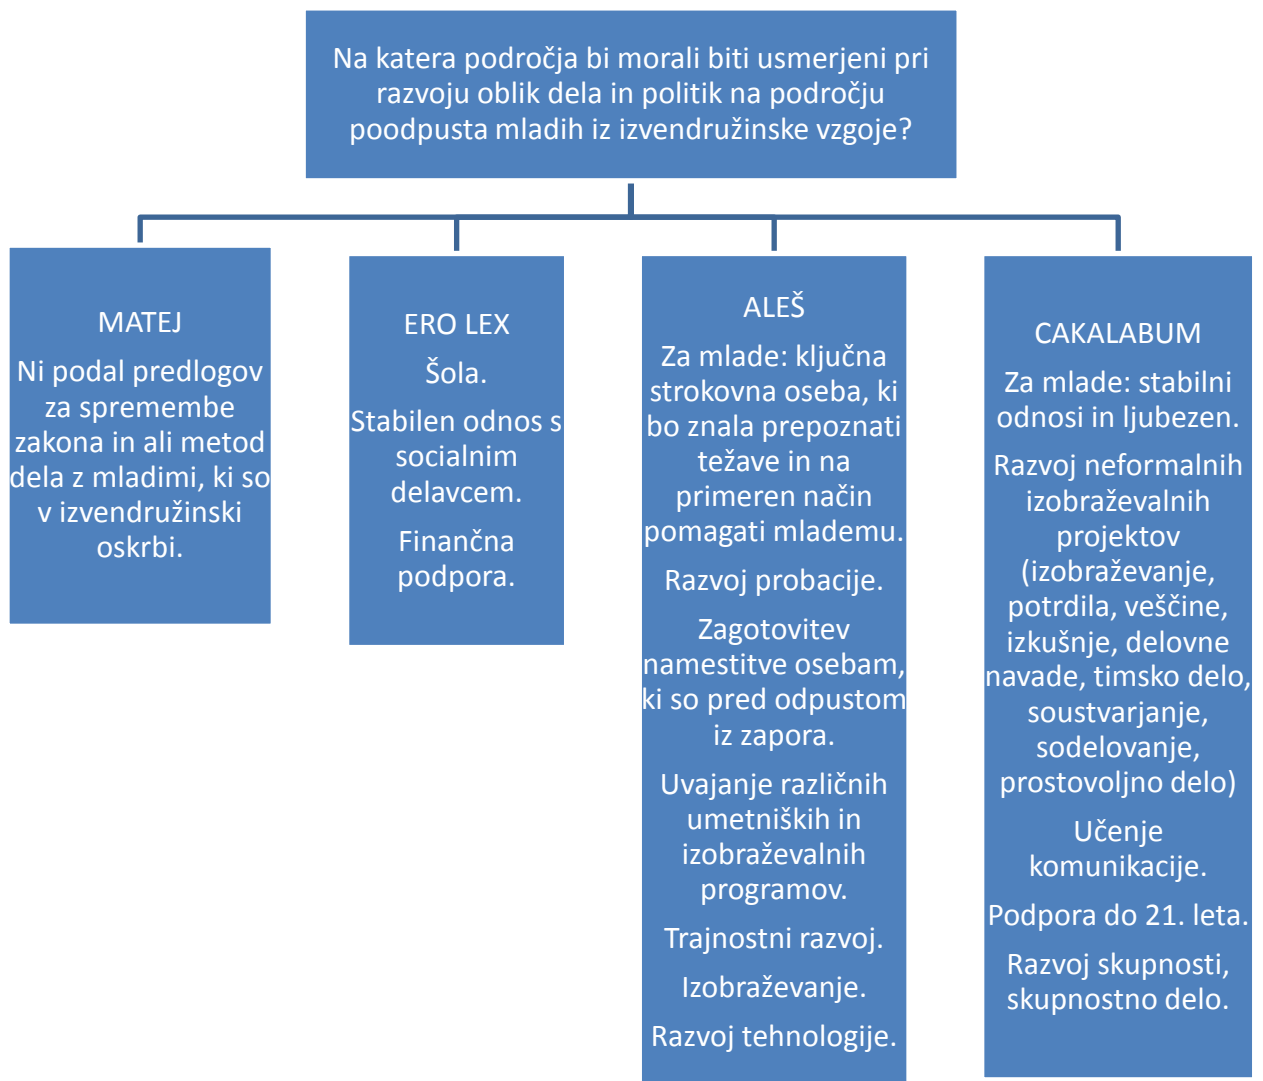 Na katera področja bi morali biti usmerjeni pri
razvoju oblik dela in politik na področju
poodpusta mladih iz izvendružinske vzgoje?
MATEJ
Ni podal predlogov
za spremembe
zakona in ali metod
dela z mladimi, ki so
v izvendružinski
oskrbi.
ERO LEX
Šola.
Stabilen odnos s
socialnim
delavcem.
Finančna
podpora.
ALEŠ
Za mlade: ključna
strokovna oseba, ki
bo znala prepoznati
težave in na
primeren način
pomagati mlademu.
Razvoj probacije.
Zagotovitev
namestitve osebam,
ki so pred odpustom
iz zapora.
Uvajanje različnih
umetniških in
izobraževalnih
programov.
Trajnostni razvoj.
Izobraževanje.
Razvoj tehnologije.
CAKALABUM
Za mlade: stabilni
odnosi in ljubezen.
Razvoj neformalnih
izobraževalnih
projektov
(izobraževanje,
potrdila, veščine,
izkušnje, delovne
navade, timsko delo,
soustvarjanje,
sodelovanje,
prostovoljno delo)
Učenje
komunikacije.
Podpora do 21. leta.
Razvoj skupnosti,
skupnostno delo.